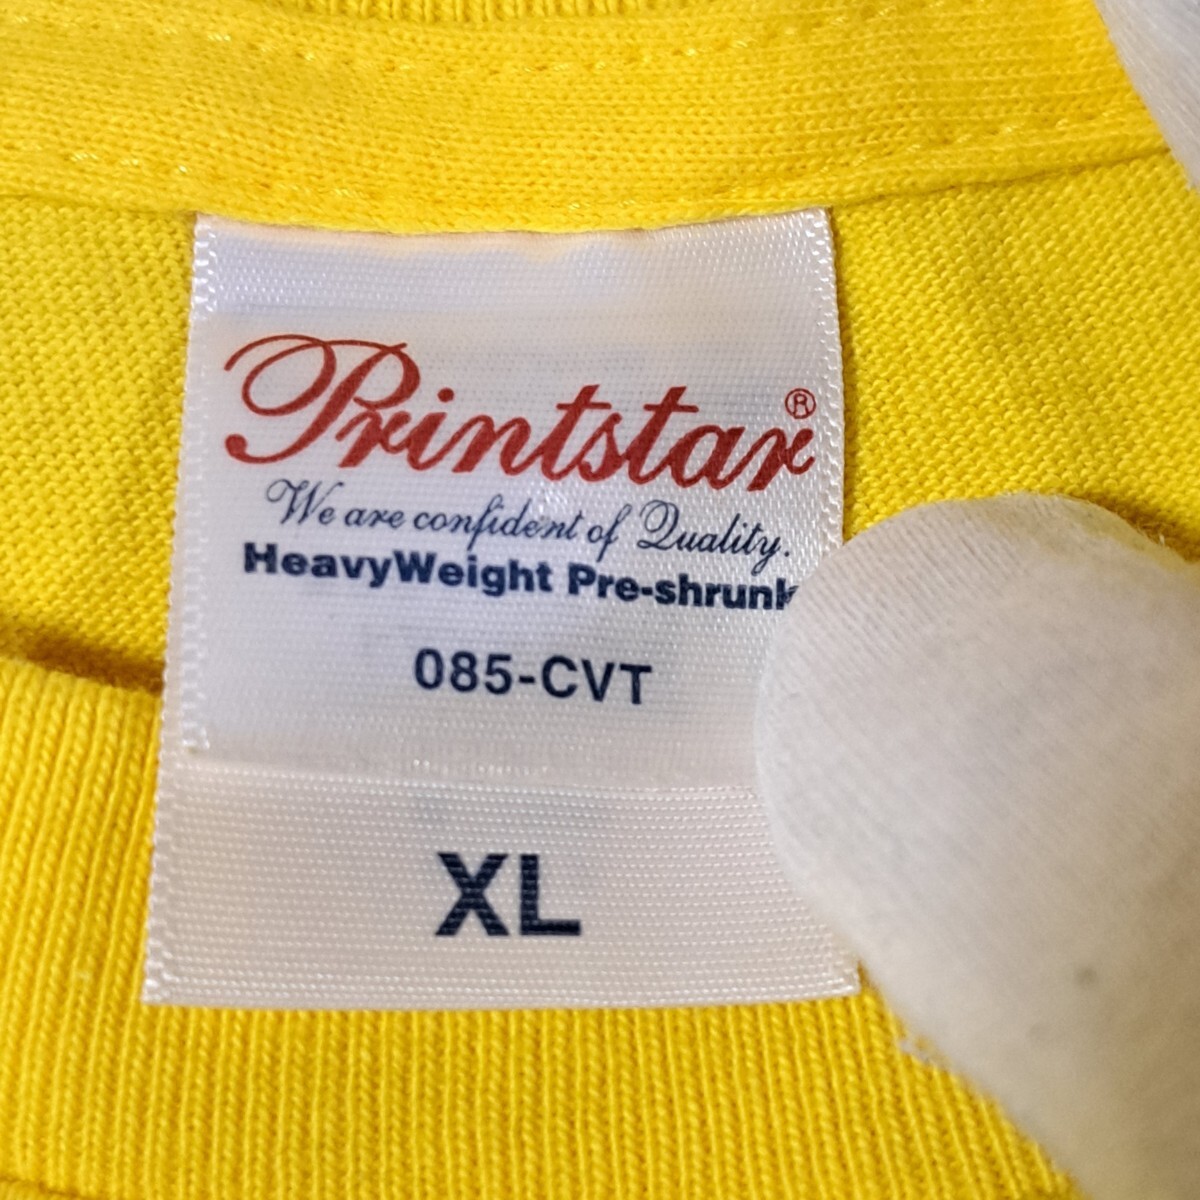 Printstar®
We are confident of Quality.
HeavyWeight Pre-shrunk
085-CVT
XL